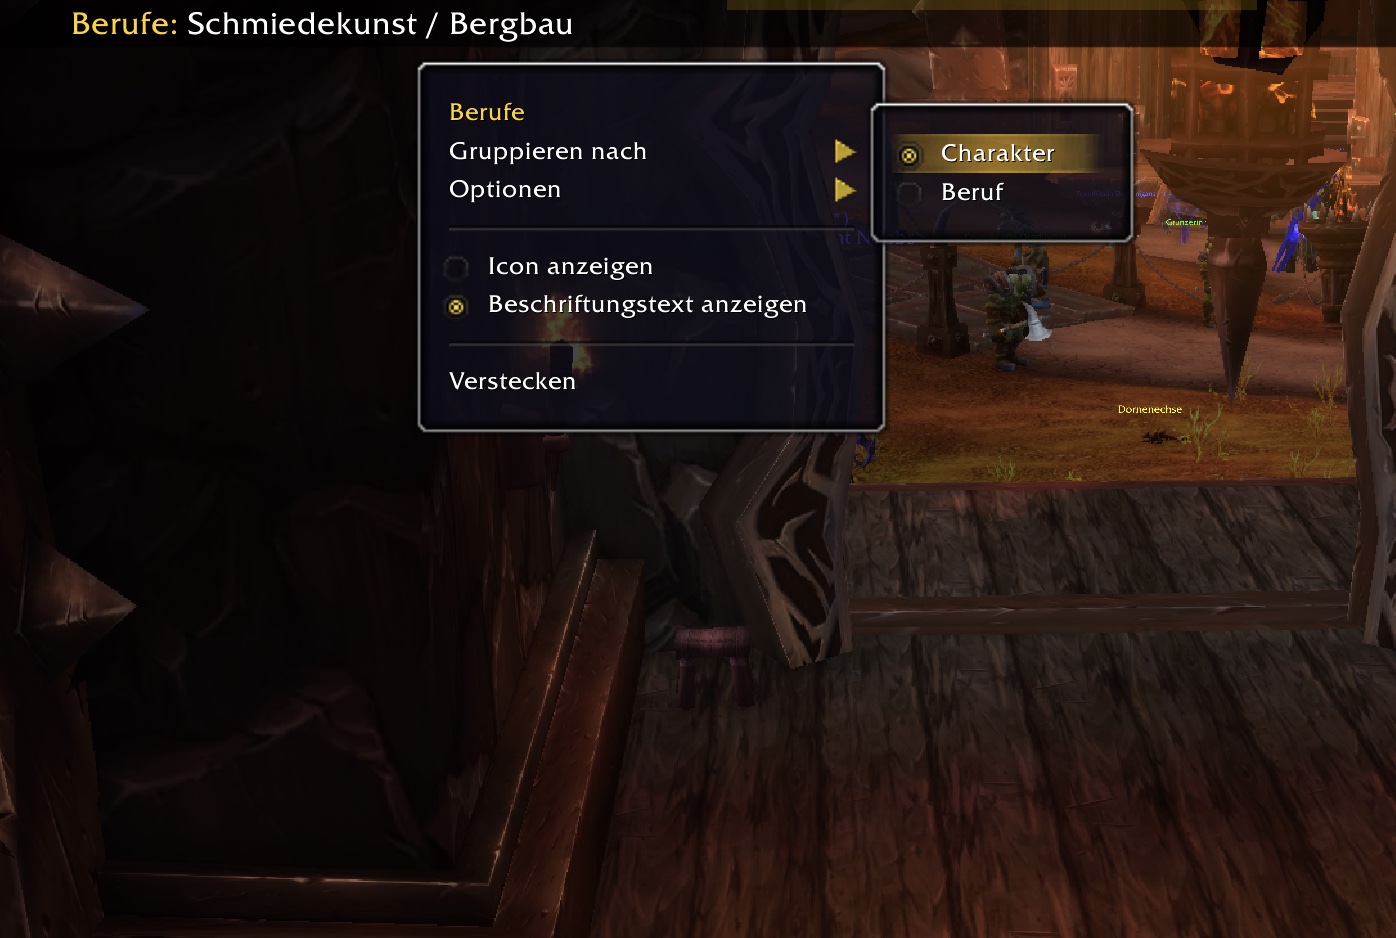 Berufe: Schmiedekunst / Bergbau
Berufe
Gruppieren nach
Optionen
Charakter
Beruf
Icon anzeigen
Beschriftungstext anzeigen
Verstecken
Grunzerin
Dornenechse